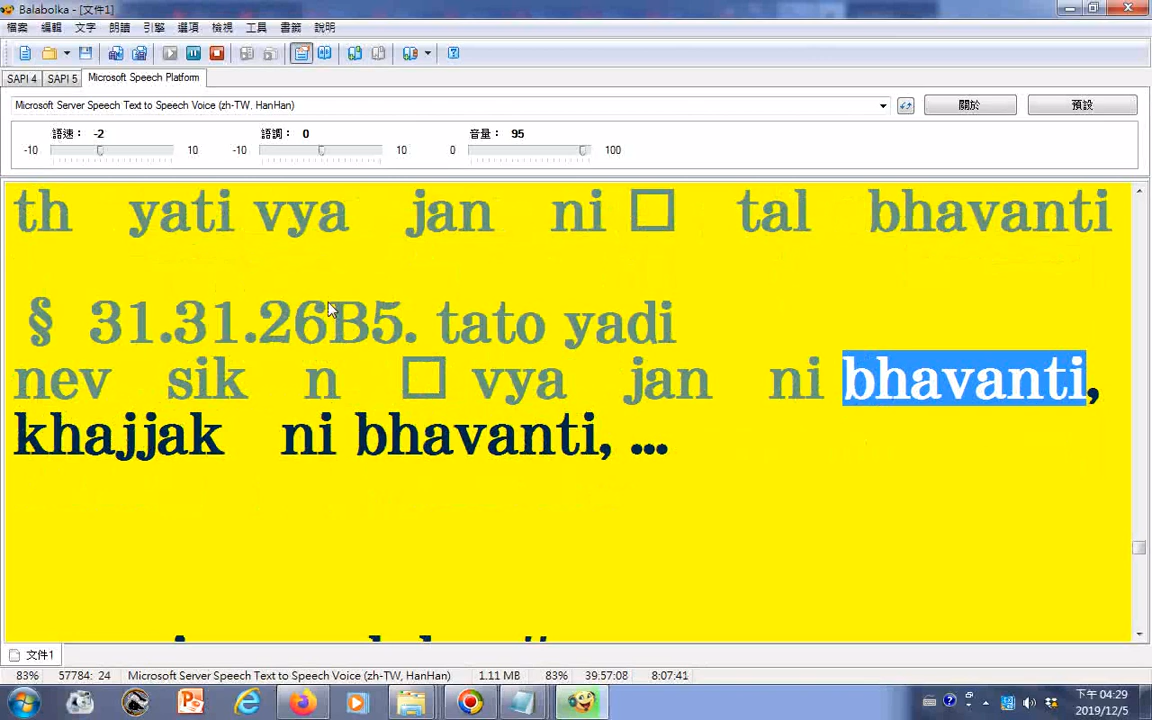 Balabolka - [文件1]
檔案 編輯 文字 朗讀 引擎 選項 檢視 工具 書籤 說明
SAPI 4 SAPI 5 Microsoft Speech Platform
Microsoft Server Speech Text to Speech Voice (zh-TW, HanHan) 關於 預設
語速： -2 語調： 0 音量： 95
-10 10 -10 10 0 100
th yati vya jan ni □ tal bhavanti
§ 31.31.26B5. tato yadi
nev sik n □ vya jan ni bhavanti,
khajjak ni bhavanti, ...
文件1
83% 57784: 24 Microsoft Server Speech Text to Speech Voice (zh-TW, HanHan) 1.11 MB 83% 39:57:08 8:07:41
下午 04:29
2019/12/5